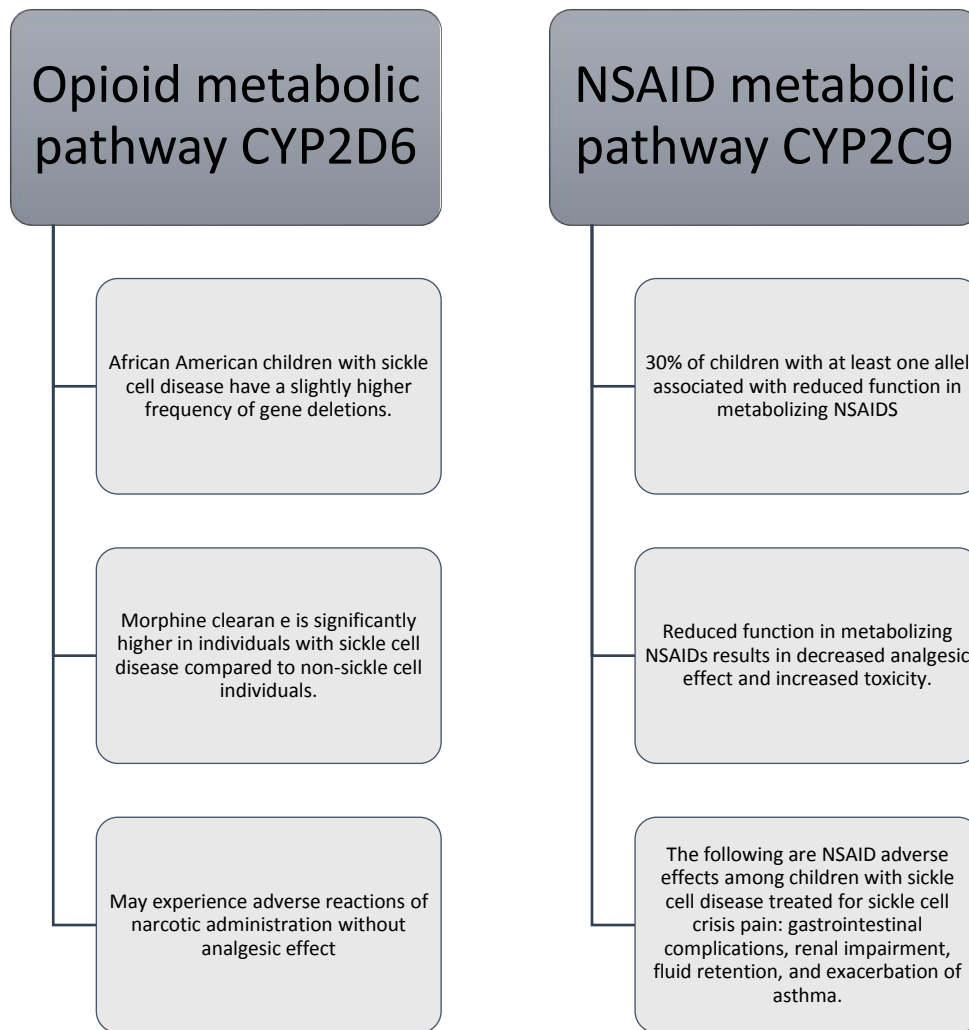 Opioid metabolic
pathway CYP2D6
African American children with sickle
cell disease have a slightly higher
frequency of gene deletions.
Morphine clearan e is significantly
higher in individuals with sickle cell
disease compared to non-sickle cell
individuals.
May experience adverse reactions of
narcotic administration without
analgesic effect
NSAID metabolic
pathway CYP2C9
30% of children with at least one allel
associated with reduced function in
metabolizing NSAIDS
Reduced function in metabolizing
NSAIDs results in decreased analgesic
effect and increased toxicity.
The following are NSAID adverse
effects among children with sickle
cell disease treated for sickle cell
crisis pain: gastrointestinal
complications, renal impairment,
fluid retention, and exacerbation of
asthma.